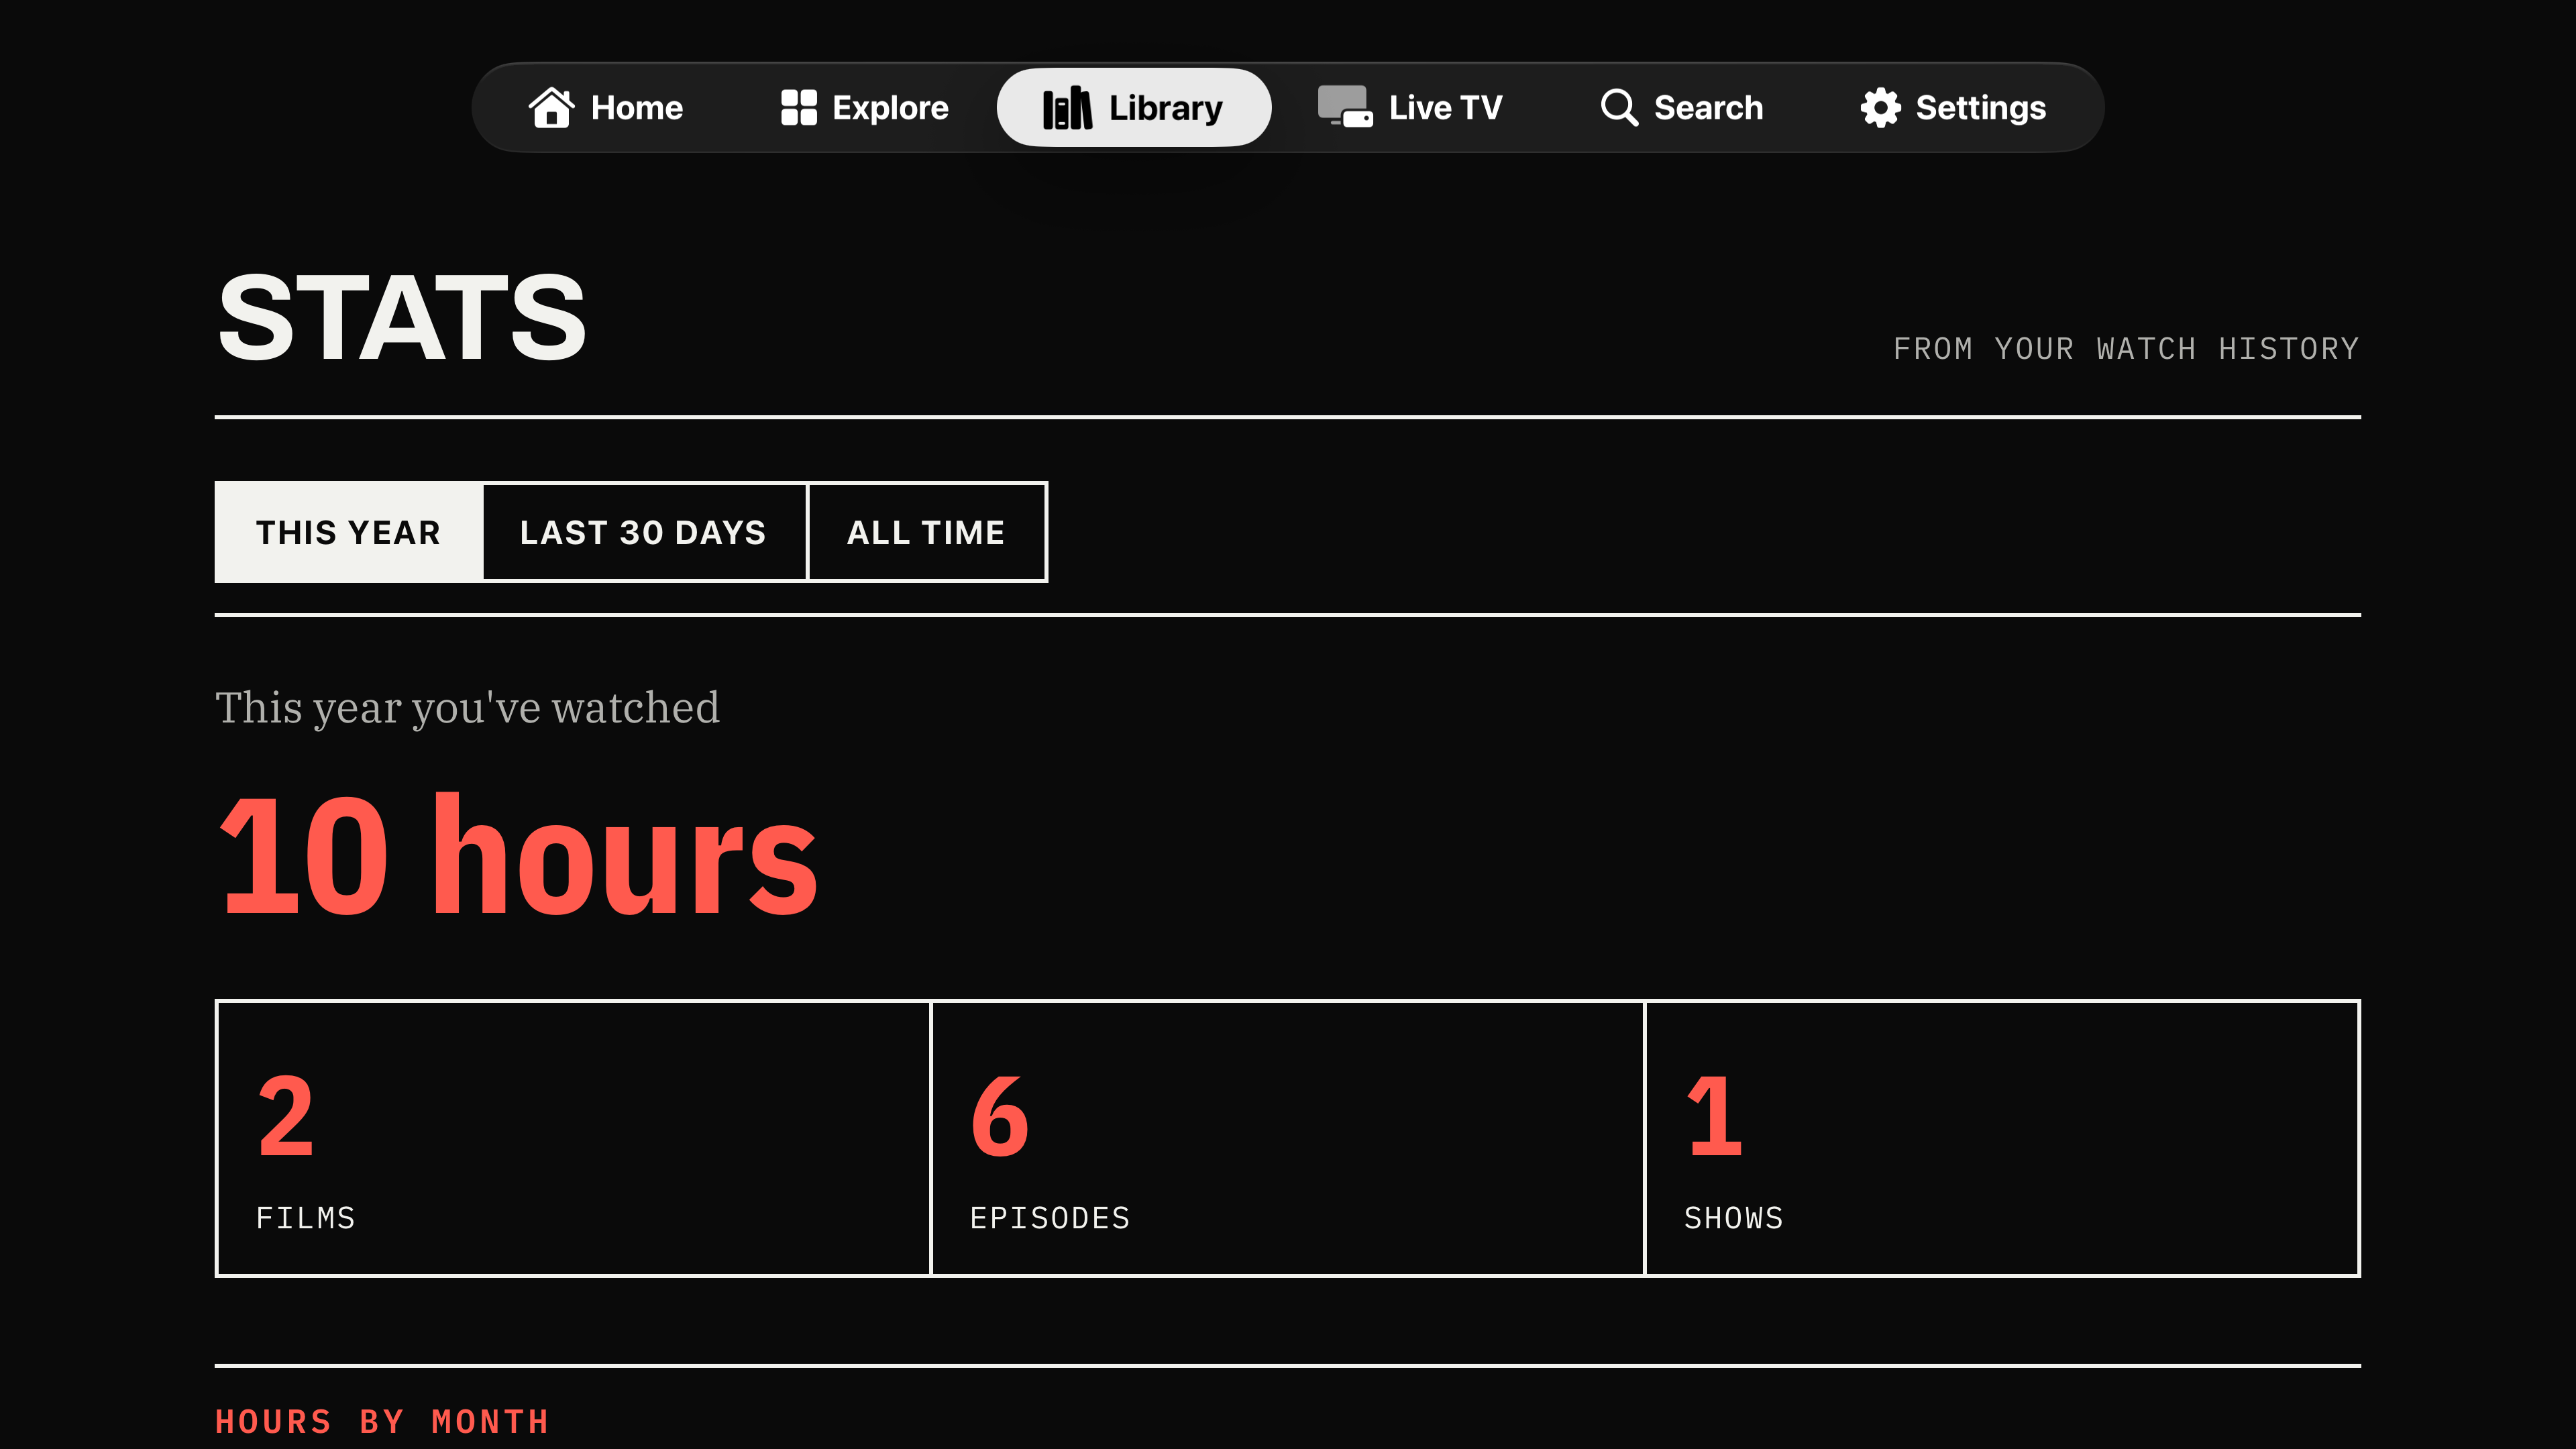 Home Explore Library Live TV Search Settings
STATS
FROM YOUR WATCH HISTORY
THIS YEAR LAST 30 DAYS ALL TIME
This year you've watched
10 hours
2 6 1
FILMS EPISODES SHOWS
HOURS BY MONTH